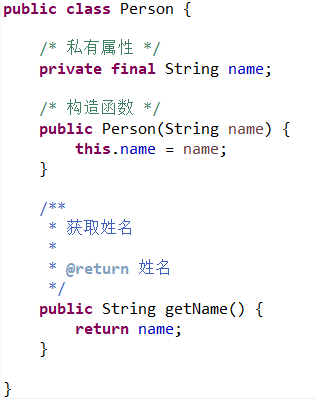 public class Person {
/* 私有属性 */
private final String name;
/* 构造函数 */
public Person(String name) {
this.name = name;
}
/**
* 获取姓名
*
* @return 姓名
*/
public String getName() {
return name;
}
}